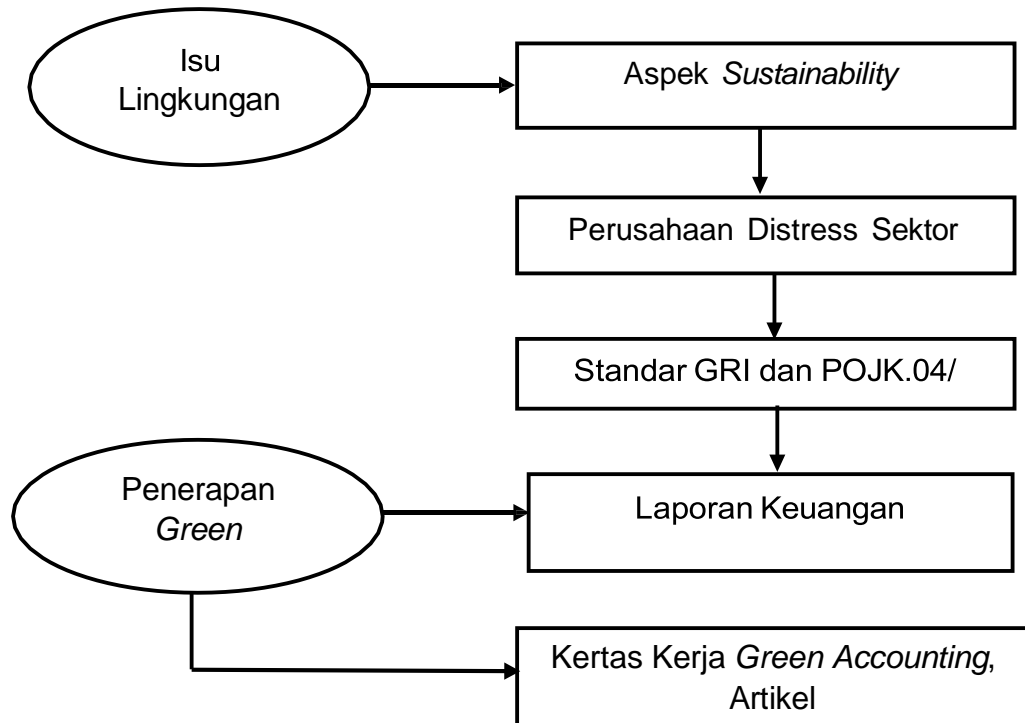 Isu
Lingkungan
Aspek Sustainability
Perusahaan Distress Sektor
Standar GRI dan POJK.04/
Penerapan
Green
Laporan Keuangan
Kertas Kerja Green Accounting,
Artikel